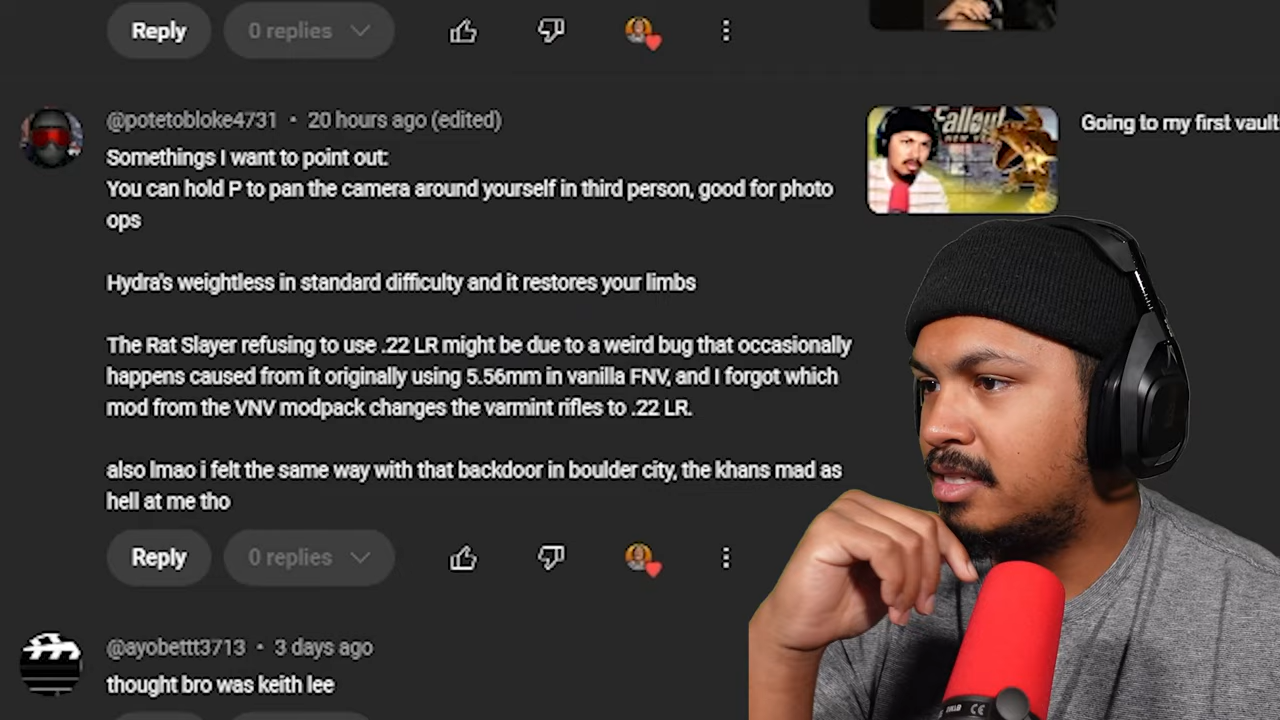 Reply
0 replies
@potetobloke4731 • 20 hours ago (edited)
Somethings I want to point out:
You can hold P to pan the camera around yourself in third person, good for photo
ops
Hydra's weightless in standard difficulty and it restores your limbs
The Rat Slayer refusing to use .22 LR might be due to a weird bug that occasionally
happens caused from it originally using 5.56mm in vanilla FNV, and I forgot which
mod from the VNV modpack changes the varmint rifles to .22 LR.
also lmao i felt the same way with that backdoor in boulder city, the khans mad as
hell at me tho
Reply
0 replies
Fallout
NEW VE
Going to my first vault
@ayobettt3713 • 3 days ago
thought bro was keith lee